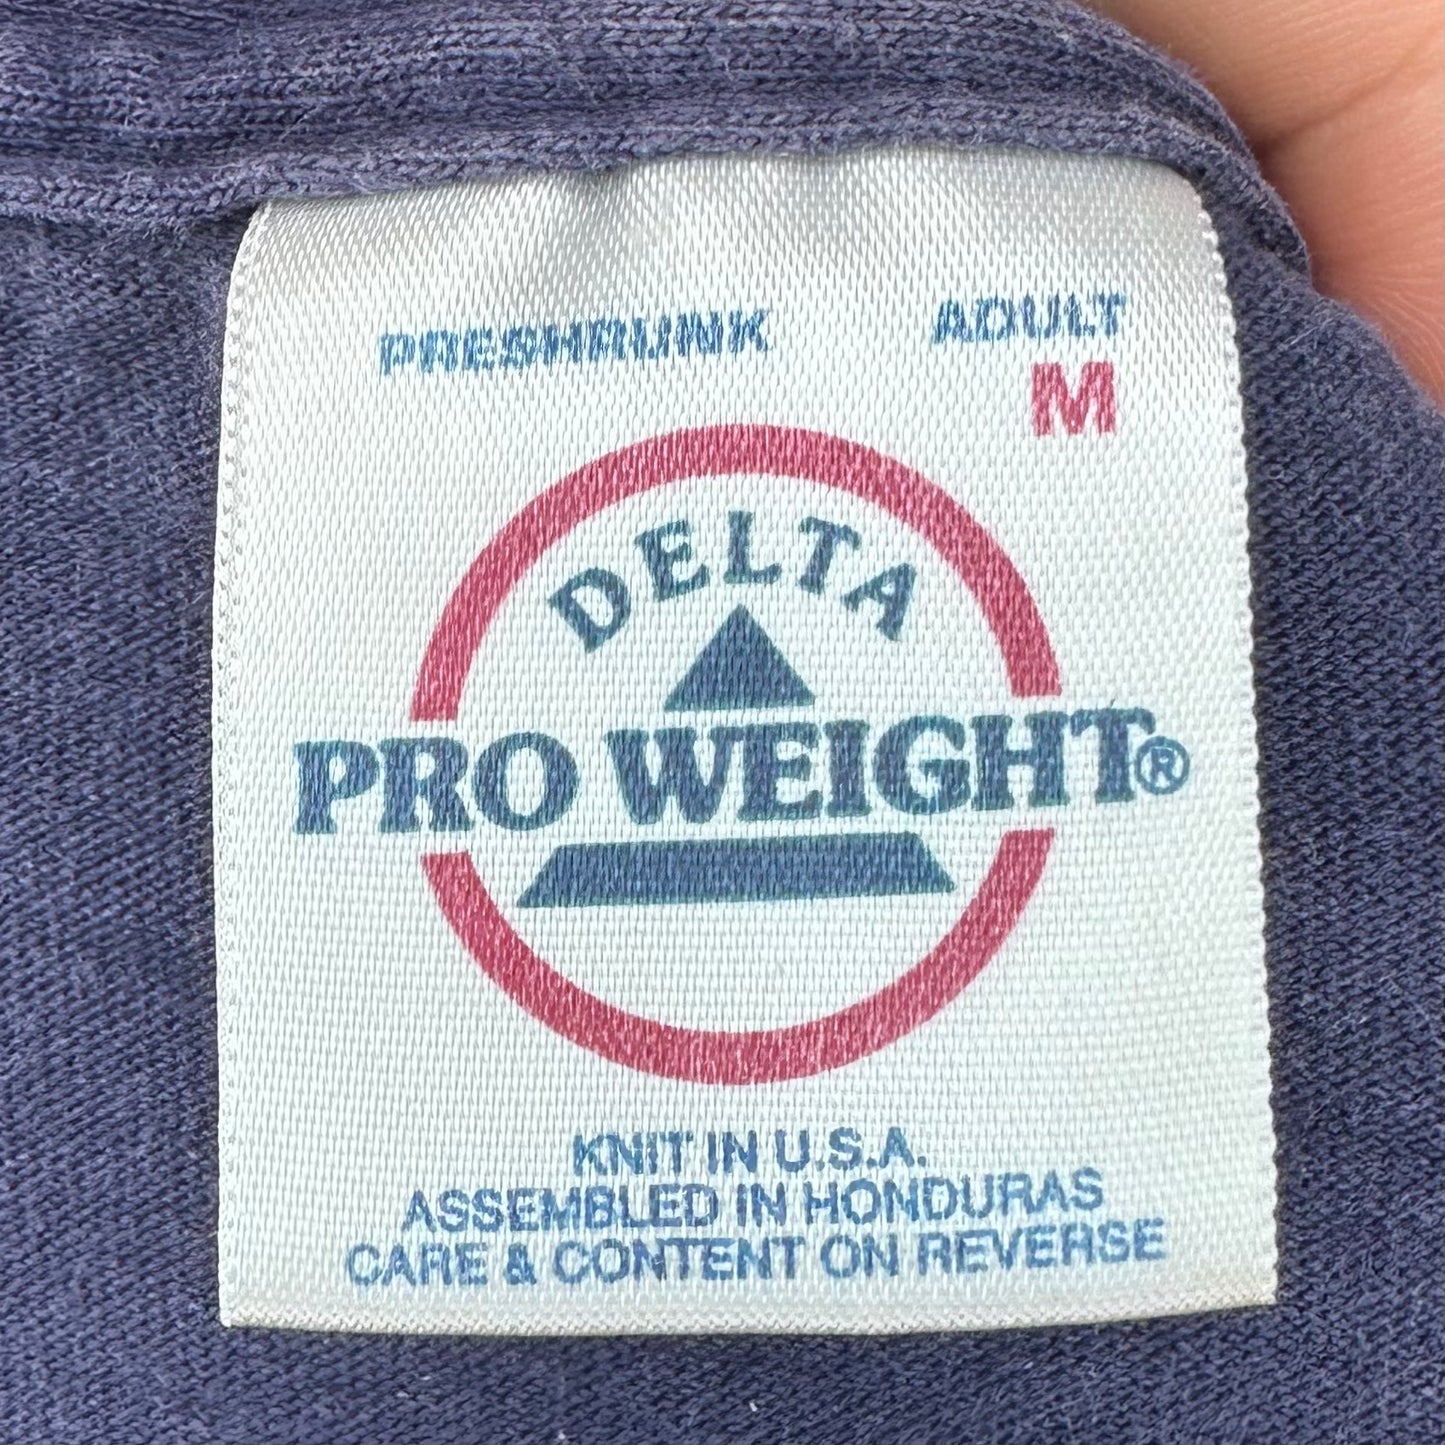 PRESHRUNK ADULT
M
DELTA
PRO WEIGHT®
KNIT IN U.S.A.
ASSEMBLED IN HONDURAS
CARE & CONTENT ON REVERSE